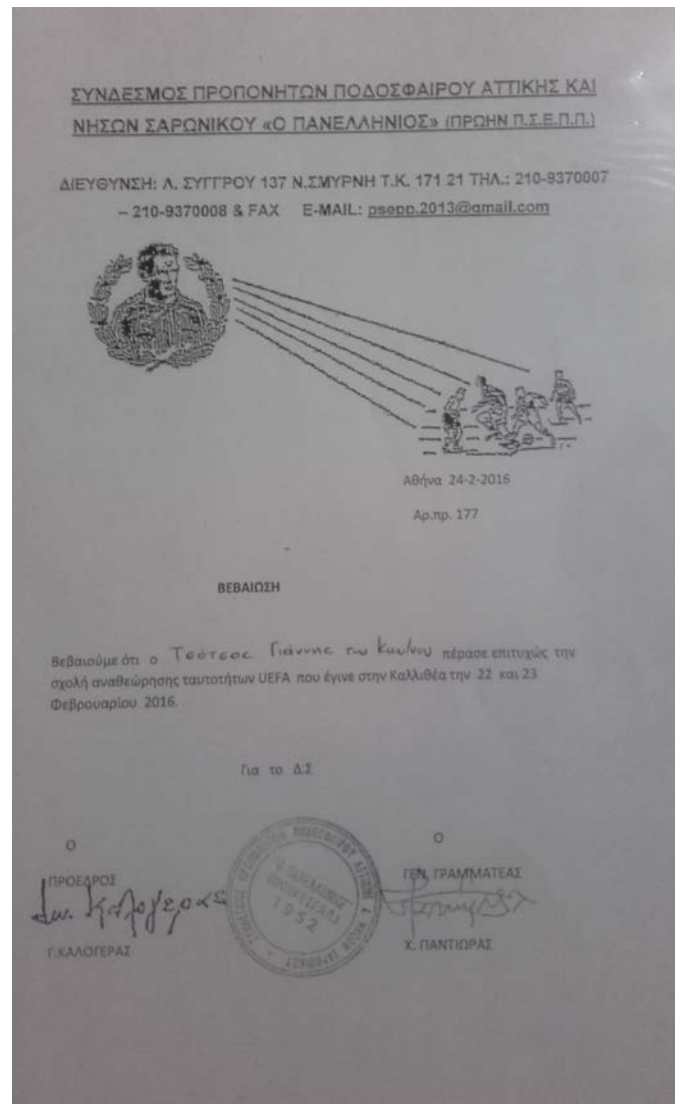 ΣΥΝΔΕΣΜΟΣ ΠΡΟΠΟΝΗΤΩΝ ΠΟΔΟΣΦΑΙΡΟΥ ΑΤΤΙΚΗΣ ΚΑΙ
ΝΗΣΩΝ ΣΑΡΩΝΙΚΟΥ «Ο ΠΑΝΕΛΛΗΝΙΟΣ» (ΠΡΩΗΝ Π.Σ.Ε.Π.Π.)
ΔΙΕΥΘΥΝΣΗ: Λ. ΣΥΓΓΡΟΥ 137 Ν.ΣΜΥΡΝΗ Τ.Κ. 171 21 ΤΗΛ.: 210-9370007
– 210-9370008 & FAX E-MAIL: psepp.2013@gmail.com
Αθήνα 24-2-2016
Αρ.πρ. 177
ΒΕΒΑΙΩΣΗ
Βεβαιούμε ότι ο Τσότσος Γιάννης του πέρασε επιτυχώς την
σχολή αναθεώρησης ταυτοτήτων UEFA που έγινε στην Καλλιθέα την 22 και 23
Φεβρουαρίου 2016.
Για το Δ.Σ
Ο
ΠΡΟΕΔΡΟΣ
Γ.ΚΑΛΟΓΕΡΑΣ
1952
Ο
ΓΕΝ. ΓΡΑΜΜΑΤΕΑΣ
Χ. ΠΑΝΤΙΩΡΑΣ